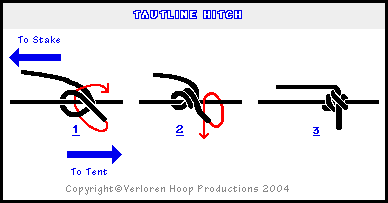 TAUTLINE HITCH
To Stake
1
2
3
To Tent
Copyright©Verloren Hoop Productions 2004